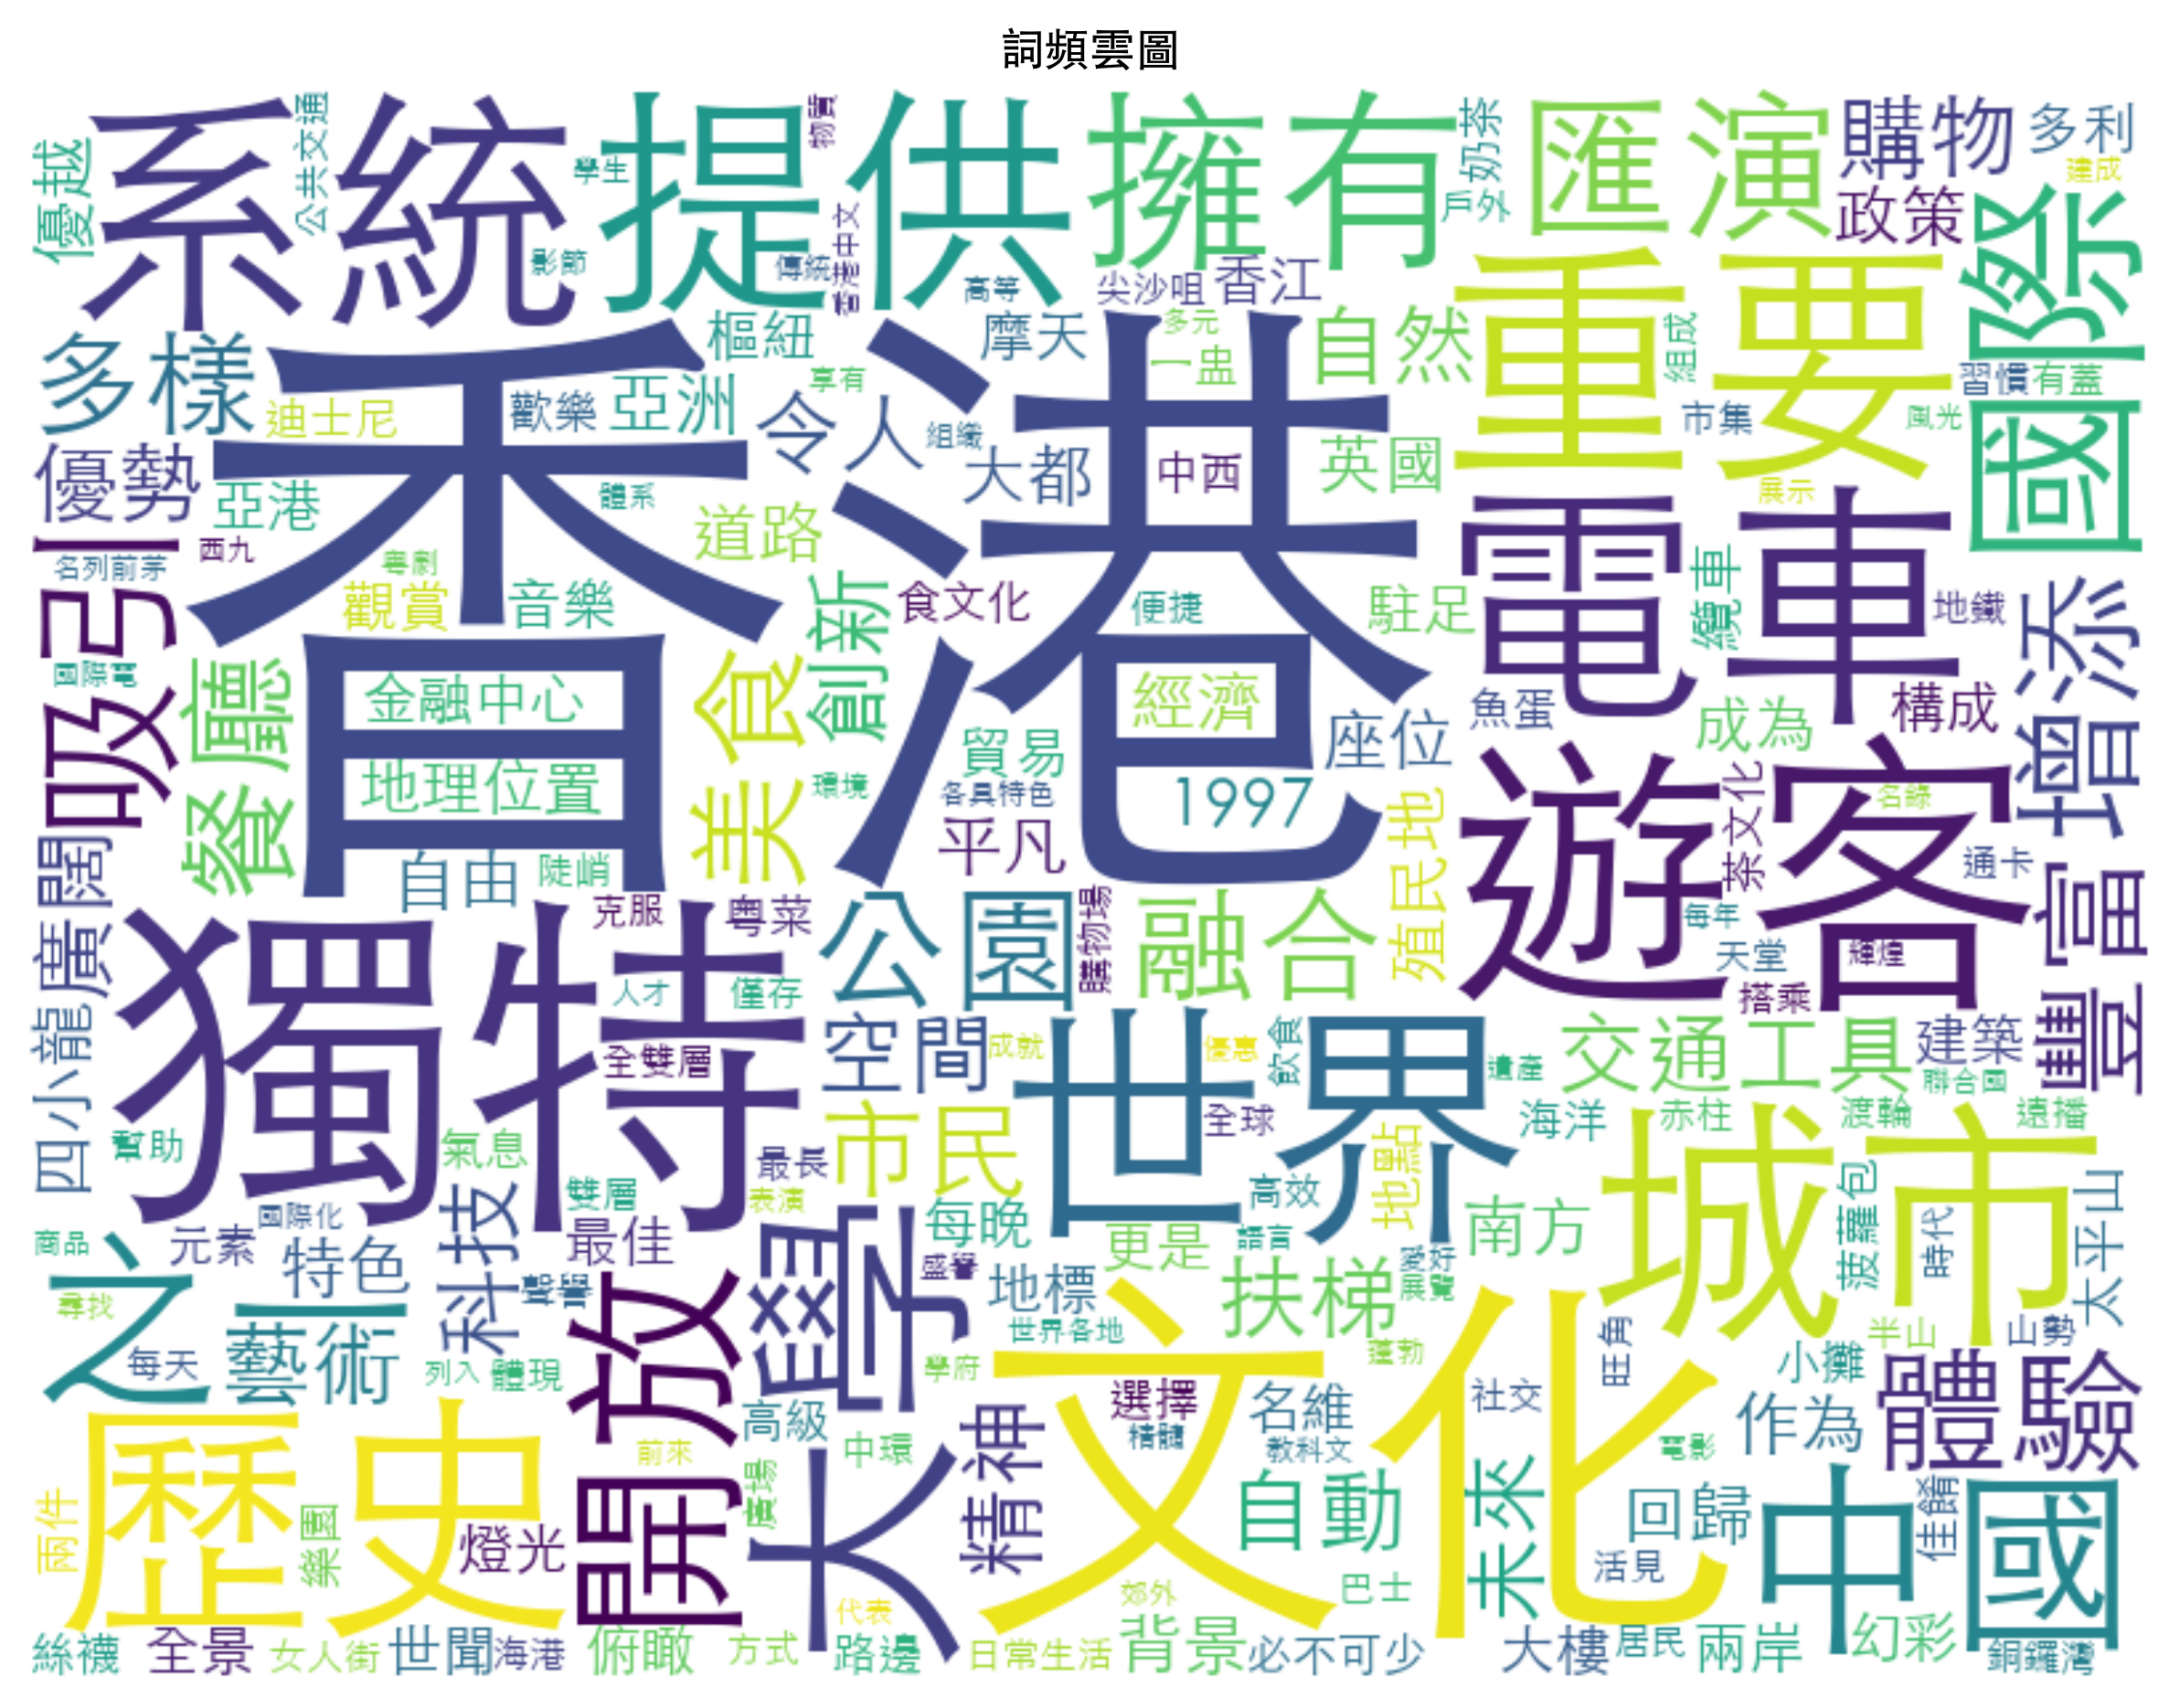 詞頻雲圖
系統
提供
擁有
匯演
購物
多利
優越
公共交通
學生
物質
奶茶
戶外
政策
建成
國際
影節
傳統
香港中文
高等
尖沙咀
香江
重要
多樣
樞紐
摩天
多元
一盅
自然
組成
習慣
有蓋
香港
迪士尼
歡樂
亞洲
享有
令人
組織
大都
中西
英國
市集
風光
優勢
亞港
體系
道路
展示
電車
名列前茅
西九
粵劇
觀賞
音樂
創新
食文化
便捷
駐足
纜車
地鐵
增添
吸引
國際電
餐廳
金融中心
美食
經濟
魚蛋
成為
構成
貿易
座位
地理位置
環境
各具特色
1997
遊客
茶文化
名錄
平凡
殖民地
廣闊
自由
陡峭
通卡
豐富
獨特
克服
粵菜
公園
購物場
融合
每年
天堂
輝煌
人才
僅存
搭乘
四小龍
全雙層
空間
成就
世界
優惠
飲食
遺產
交通工具
建築
聯合國
幫助
氣息
最長
市民
全球
海洋
赤柱
渡輪
遠播
地點
城市
雙層
表演
高效
菠蘿包
太平山
商品
國際化
元素
特色
科技
最佳
大學
每晚
更是
語言
南方
時代
之
盛譽
愛好
尋找
藝術
聲譽
開放
地標
扶梯
展覽
世界各地
文化
半山
山勢
每天
列入
體現
學府
蓬勃
旺角
小攤
體驗
歷史
高級
選擇
名維
社交
作為
前來
中環
精神
精髓
教科文
電影
兩件
樂園
廣場
自動
未來
回歸
中國
佳餚
燈光
活見
代表
郊外
巴士
絲襪
全景
女人街
世聞
海港
俯瞰
方式
路邊
日常生活
背景
必不可少
大樓
居民
兩岸
幻彩
銅鑼灣